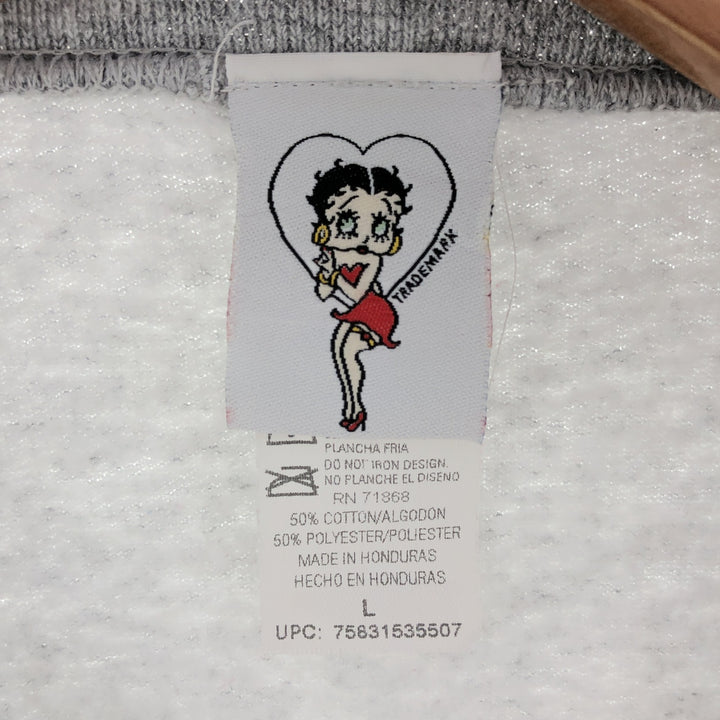 TRADEMARK
PLANCHA FRIA
DO NOT IRON DESIGN.
NO PLANCHE EL DISENO
RN 71868
50% COTTON/ALGODON
50% POLYESTER/POLIESTER
MADE IN HONDURAS
HECHO EN HONDURAS
L
UPC: 75831535507